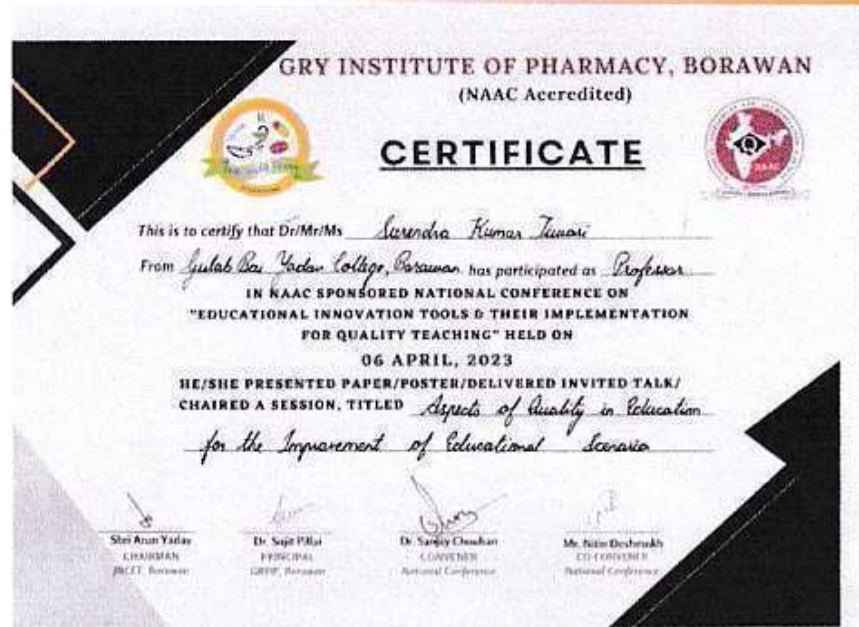 GRY INSTITUTE OF PHARMACY, BORAWAN
(NAAC Accredited)
CERTIFICATE
This is to certify that Dr/Mr/Ms Surendra Kumar Tiwari
From Gulab Bai Yadav College, Borawan has participated as Professor
IN NAAC SPONSORED NATIONAL CONFERENCE ON
"EDUCATIONAL INNOVATION TOOLS & THEIR IMPLEMENTATION
FOR QUALITY TEACHING" HELD ON
06 APRIL, 2023
HE/SHE PRESENTED PAPER/POSTER/DELIVERED INVITED TALK/
CHAIRED A SESSION, TITLED Aspects of Quality in Education
for the Improvement of Educational Scenario
Shri Arun Yadav Dr. Sujit Pillai Dr. Sanjay Chouhan Mr. Nitin Deshmukh
CHAIRMAN PRINCIPAL CONVENER CO-CONVENER
JNCET, Borawan GRYIP, Borawan National Conference National Conference